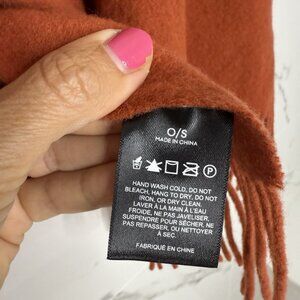 O/S
MADE IN CHINA
P
HAND WASH COLD, DO NOT
BLEACH, HANG TO DRY, DO NOT
IRON, OR DRY CLEAN.
LAVER À LA MAIN À L'EAU
FROIDE, NE PAS JAVELISER,
SUSPENDRE POUR SÉCHER, NE
PAS REPASSER, OU NETTOYER
À SEC.
FABRIQUÉ EN CHINE